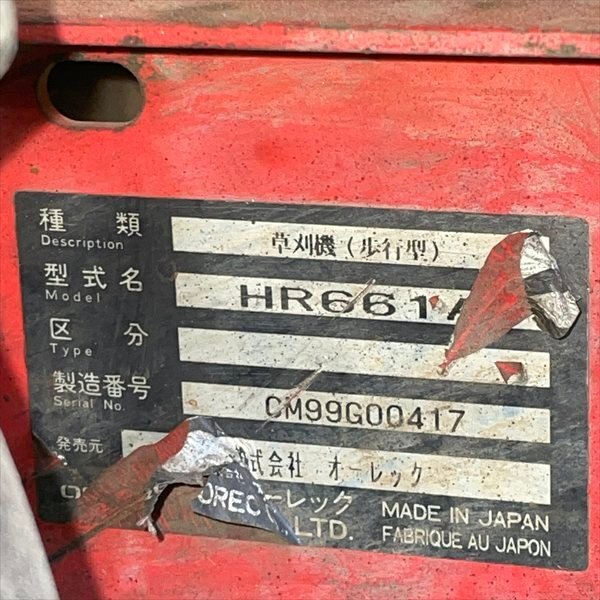 種類 草刈機(歩行型)
Description
型式名 HR661A
Model
区分
Type
製造番号 CM99G00417
Serial No.
発売元 式会社 オーレック
OREC オーレック
LTD. MADE IN JAPAN
FABRIQUE AU JAPON